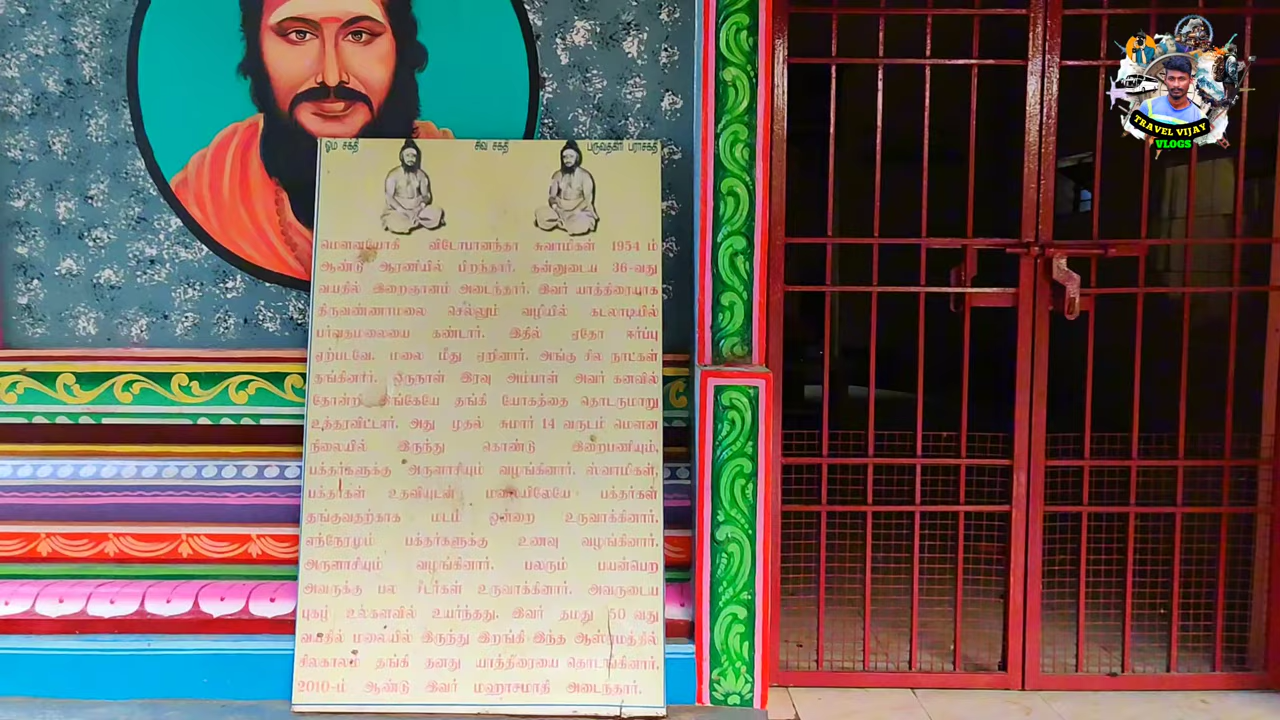 ஓம் சக்தி சிவ சக்தி பருவதகிரி பராசக்தி
மௌனயோகி விடோபானந்தா சுவாமிகள் 1954 ம்
ஆண்டு ஆரணியில் பிறந்தார். தன்னுடைய 36-வது
வயதில் இறைஞானம் அடைந்தார். இவர் யாத்திரையாக
திருவண்ணாமலை செல்லும் வழியில் கடலாடியில்
பர்வதமலையை கண்டார். இதில் ஏதோ ஈர்ப்பு
ஏற்படவே, மலை மீது ஏறினார். அங்கு சில நாட்கள்
தங்கினார். ஒருநாள் இரவு அம்பாள் அவர் கனவில்
தோன்றி இங்கேயே தங்கி யோகத்தை தொடருமாறு
உத்தரவிட்டார். அது முதல் சுமார் 14 வருடம் மௌன
நிலையில் இருந்து கொண்டு இறைபணியும்,
பக்தர்களுக்கு அருளாசியும் வழங்கினார். ஸ்வாமிகள்,
பக்தர்கள் உதவியுடன் மலையிலேயே பக்தர்கள்
தங்குவதற்காக மடம் ஒன்றை உருவாக்கினார்.
எந்நேரமும் பக்தர்களுக்கு உணவு வழங்கினார்.
அருளாசியும் வழங்கினார். பலரும் பயன்பெற
அவருக்கு பல சீடர்கள் உருவாக்கினார். அவருடைய
புகழ் உல்களவில் உயர்ந்தது. இவர் தமது 50 வது
வயதில் மலையில் இருந்து இறங்கி இந்த ஆஸ்ரமத்தில்
சிலகாலம் தங்கி தனது யாத்திரையை தொடங்கினார்.
2010-ம் ஆண்டு இவர் மஹாசமாதி அடைந்தார்.
TRAVEL VIJAY
VLOGS